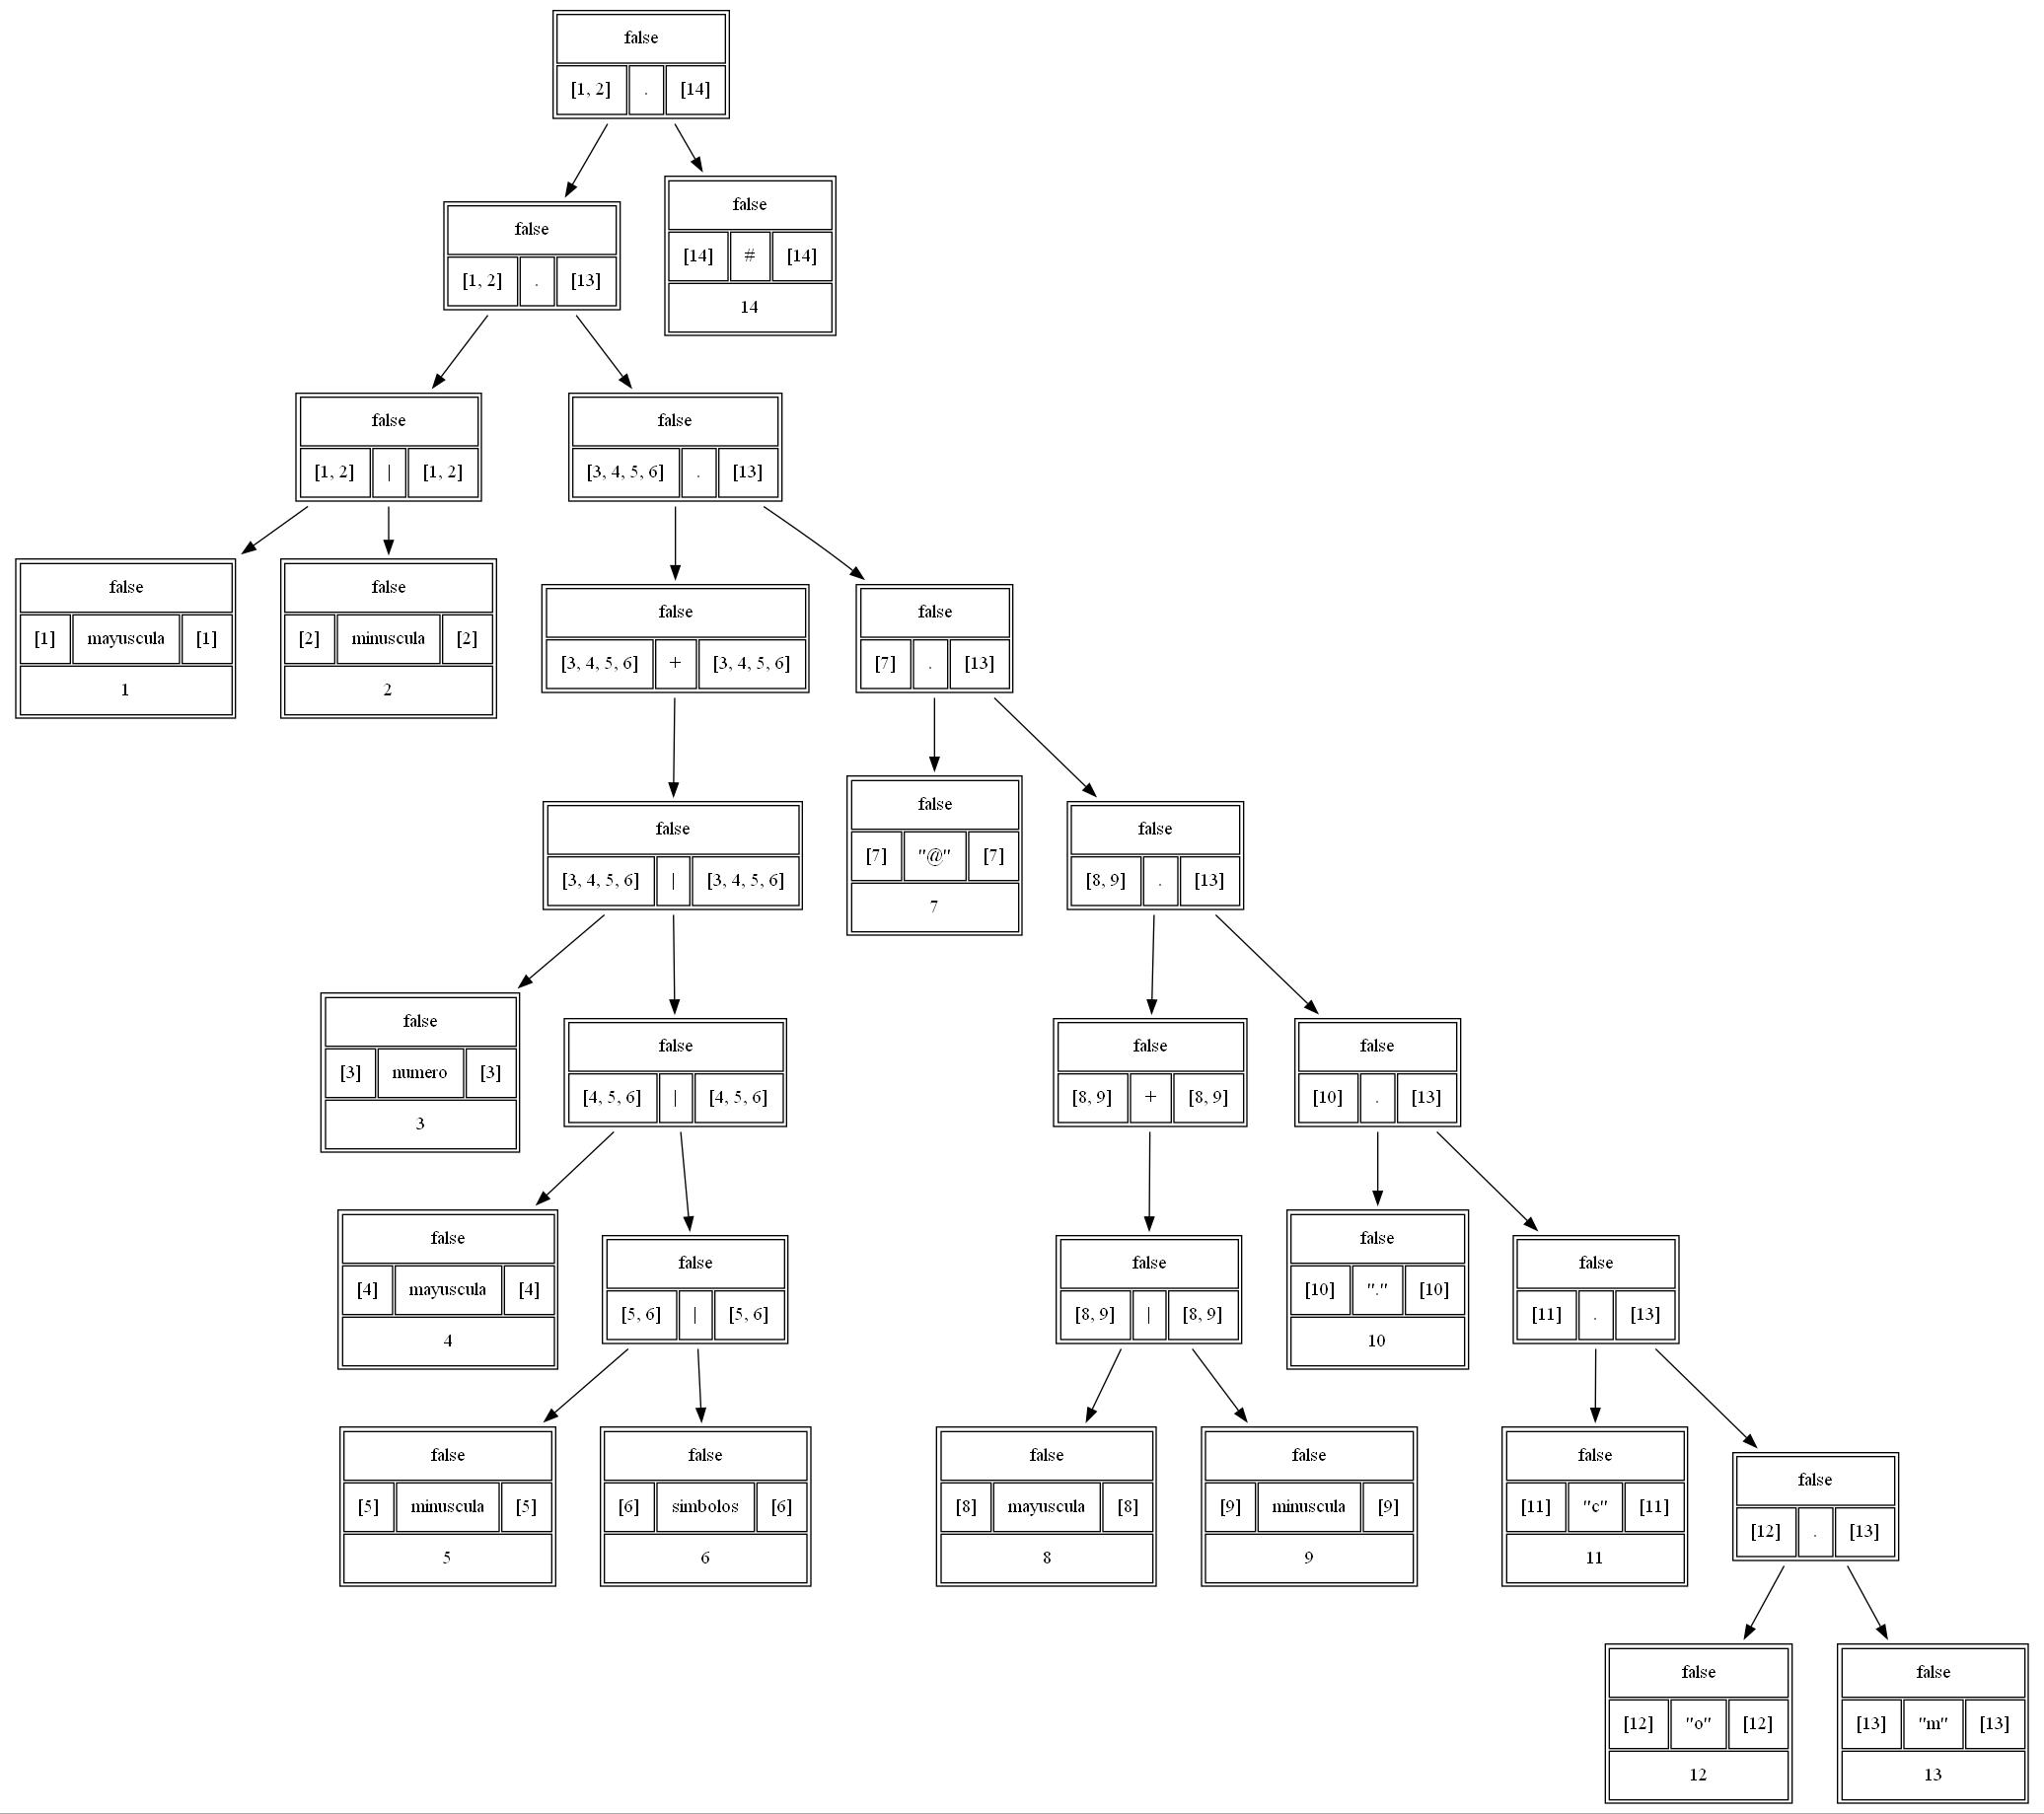 false
[1, 2] . [14]
false
[14] # [14]
14
false
[1, 2] . [13]
false
[1, 2] | [1, 2]
false
[3, 4, 5, 6] . [13]
false
[1] mayuscula [1]
1
false
[2] minuscula [2]
2
false
[3, 4, 5, 6] + [3, 4, 5, 6]
false
[7] . [13]
false
[7] "@" [7]
7
false
[3, 4, 5, 6] | [3, 4, 5, 6]
false
[8, 9] . [13]
false
[3] numero [3]
3
false
[4, 5, 6] | [4, 5, 6]
false
[8, 9] + [8, 9]
false
[10] . [13]
false
[4] mayuscula [4]
4
false
[5, 6] | [5, 6]
false
[8, 9] | [8, 9]
false
[10] "." [10]
10
false
[11] . [13]
false
[5] minuscula [5]
5
false
[6] simbolos [6]
6
false
[8] mayuscula [8]
8
false
[9] minuscula [9]
9
false
[11] "c" [11]
11
false
[12] . [13]
false
[12] "o" [12]
12
false
[13] "m" [13]
13